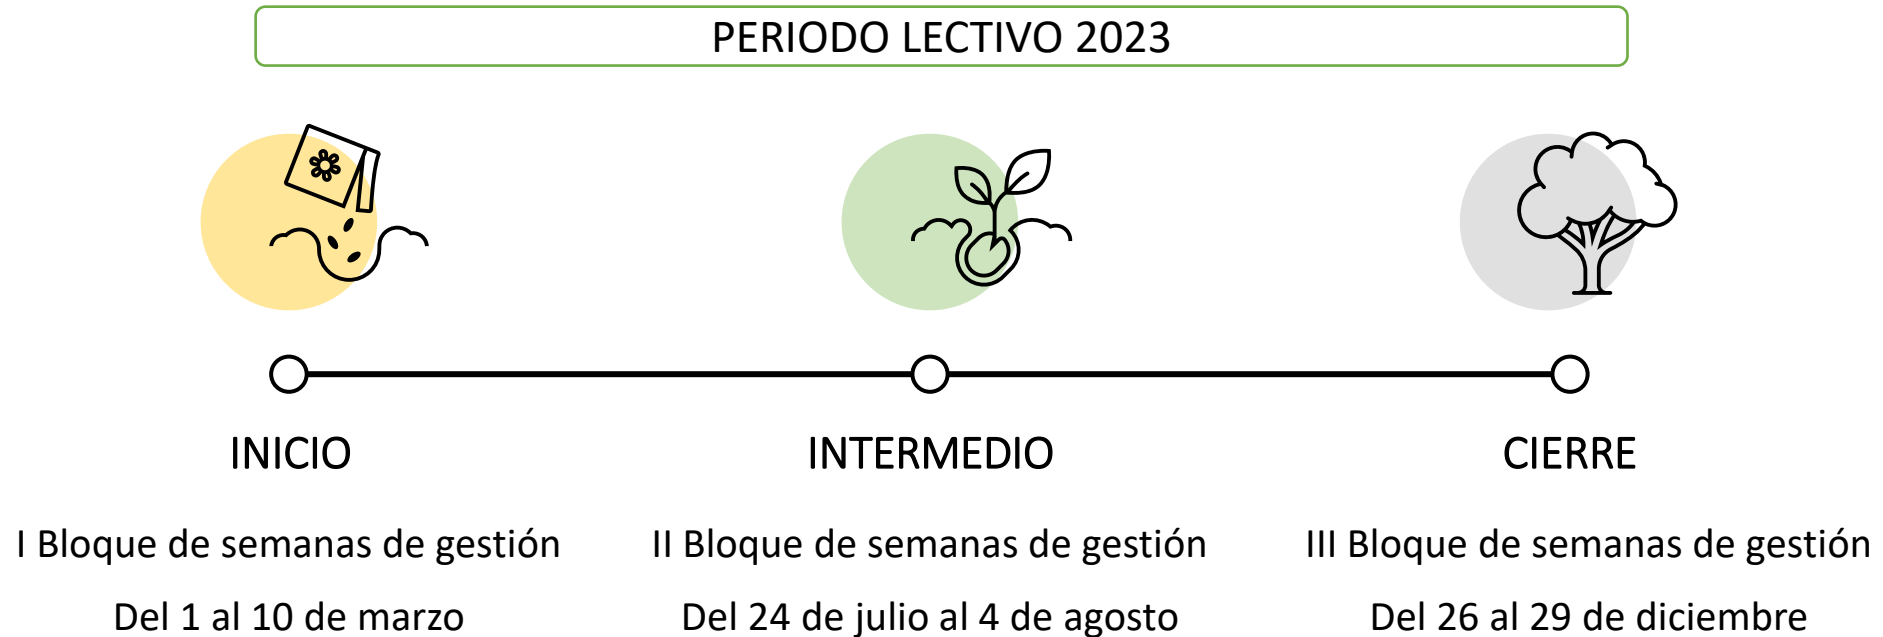 PERIODO LECTIVO 2023
INICIO
I Bloque de semanas de gestión
Del 1 al 10 de marzo
INTERMEDIO
II Bloque de semanas de gestión
Del 24 de julio al 4 de agosto
CIERRE
III Bloque de semanas de gestión
Del 26 al 29 de diciembre